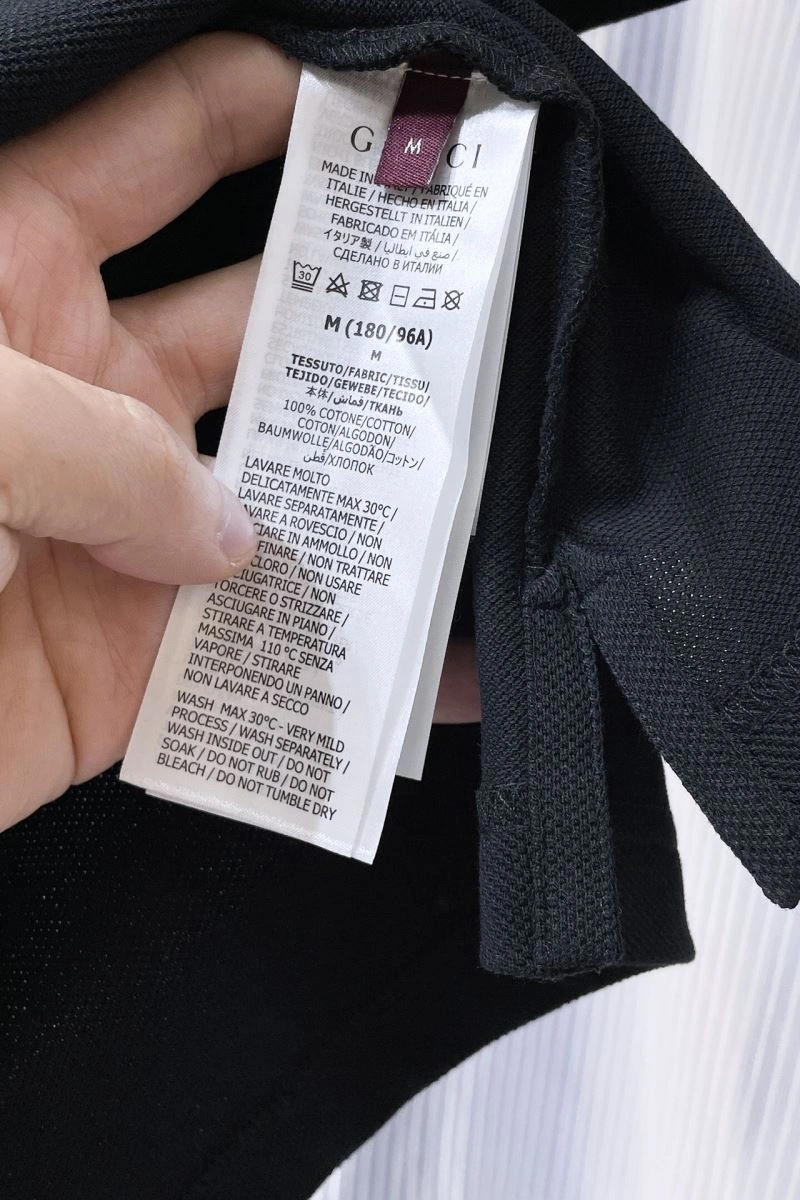 G CI
M
MADE IN / FABRIQUÉ EN
ITALIE / HECHO EN ITALIA /
HERGESTELLT IN ITALIEN /
FABRICADO EM ITÁLIA /
イタリア製 / صنع في ايطاليا /
СДЕЛАНО В ИТАЛИИ
30
M (180/96A)
M
TESSUTO/FABRIC/TISSU/
TEJIDO/GEWEBE/TECIDO/
本体/قماش/ТКАНЬ
100% COTONE/COTTON/
COTON/ALGODON/
BAUMWOLLE/ALGODÃO/コットン/
قطن/ХЛОПОК
LAVARE MOLTO
DELICATAMENTE MAX 30°C/
LAVARE SEPARATAMENTE /
AVARE A ROVESCIO / NON
CIARE IN AMMOLLO / NON
FINARE / NON TRATTARE
CLORO / NON USARE
CIUGATRICE / NON
TORCERE O STRIZZARE /
ASCIUGARE IN PIANO /
STIRARE A TEMPERATURA
MASSIMA 110°C SENZA
VAPORE / STIRARE
INTERPONENDO UN PANNO /
NON LAVARE A SECCO
WASH MAX 30°C - VERY MILD
PROCESS / WASH SEPARATELY /
WASH INSIDE OUT / DO NOT
SOAK / DO NOT RUB / DO NOT
BLEACH / DO NOT TUMBLE DRY